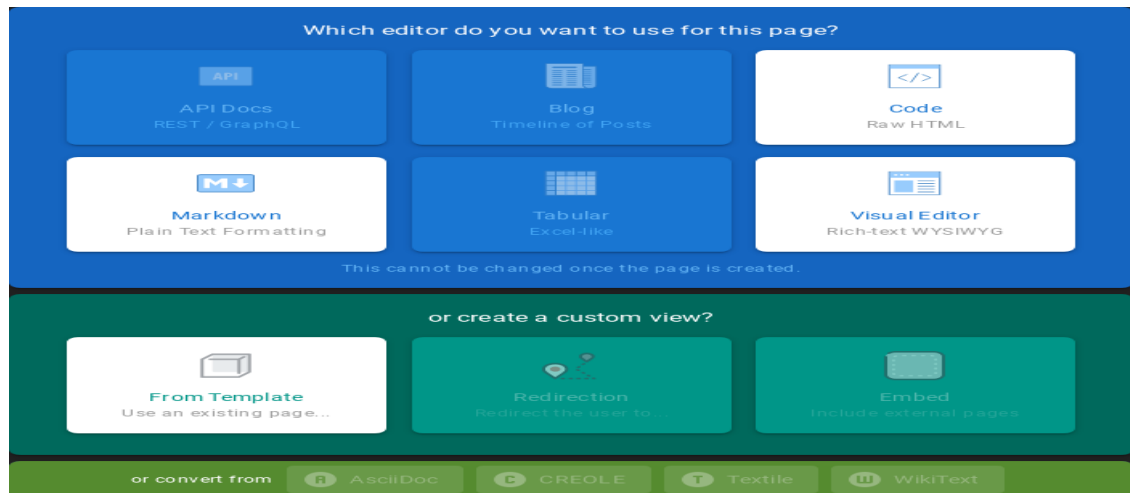 Which editor do you want to use for this page?
API
API Docs
REST / GraphQL
Blog
Timeline of Posts
</>
Code
Raw HTML
M
Markdown
Plain Text Formatting
Tabular
Excel-like
Visual Editor
Rich-text WYSIWYG
This cannot be changed once the page is created.
or create a custom view?
From Template
Use an existing page...
Redirection
Redirect the user to
Embed
Include external pages
or convert from A AsciiDoc C CREOLE T Textile W WikiText